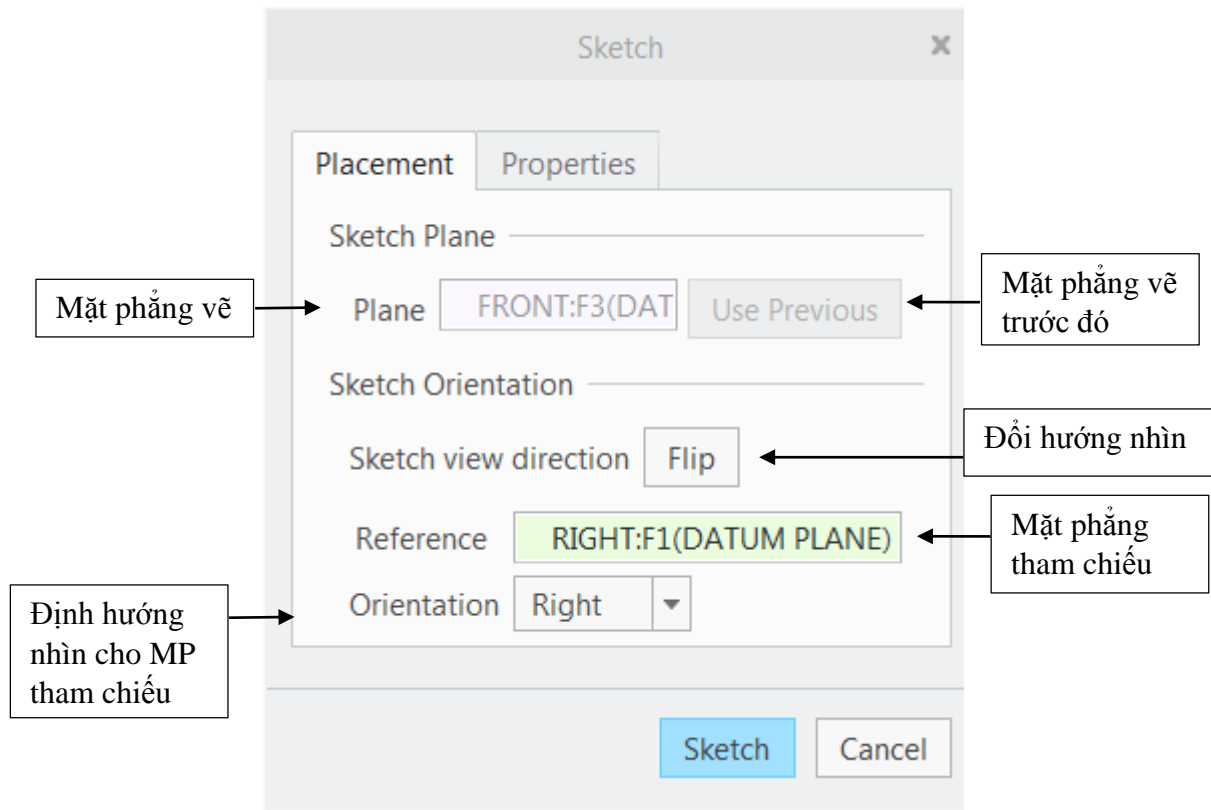 Sketch
Placement Properties
Sketch Plane
Mặt phẳng vẽ
Plane FRONT:F3(DAT Use Previous
Mặt phẳng vẽ
trước đó
Sketch Orientation
Sketch view direction Flip
Đổi hướng nhìn
Reference RIGHT:F1(DATUM PLANE)
Mặt phẳng
tham chiếu
Orientation Right
Định hướng
nhìn cho MP
tham chiếu
Sketch Cancel